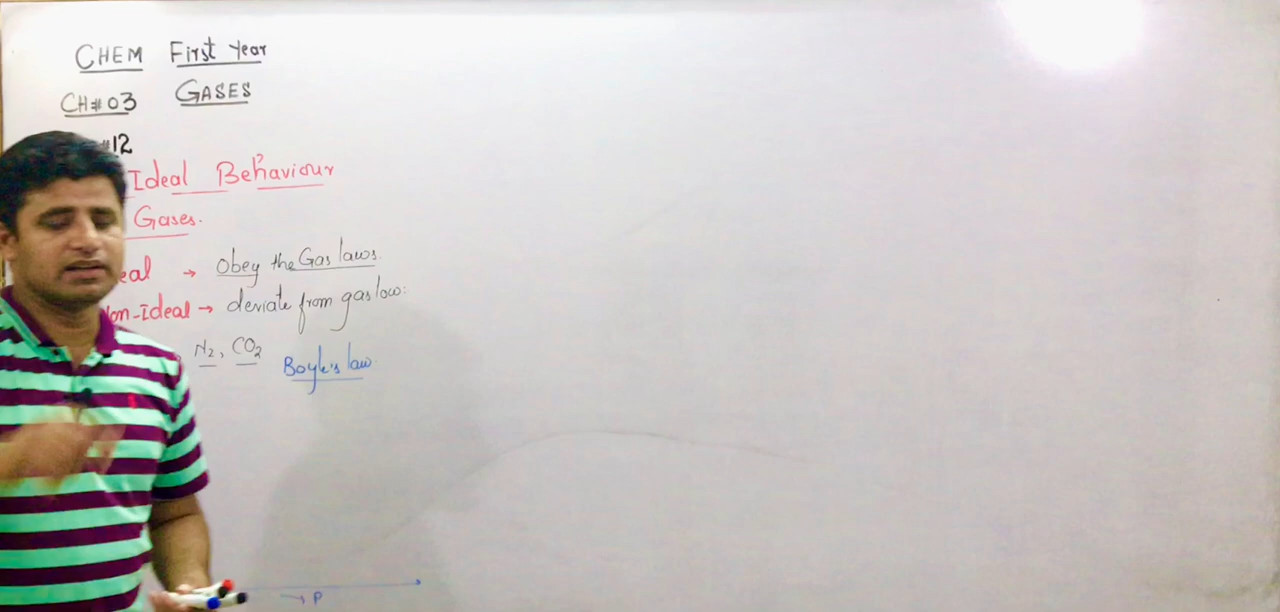 CHEM First Year
CH#03 GASES
#12
Ideal Behaviour
Gases.
eal → Obey the Gas laws.
on-Ideal → deviate from gas low:
N2, CO2 Boyle's law
→ P